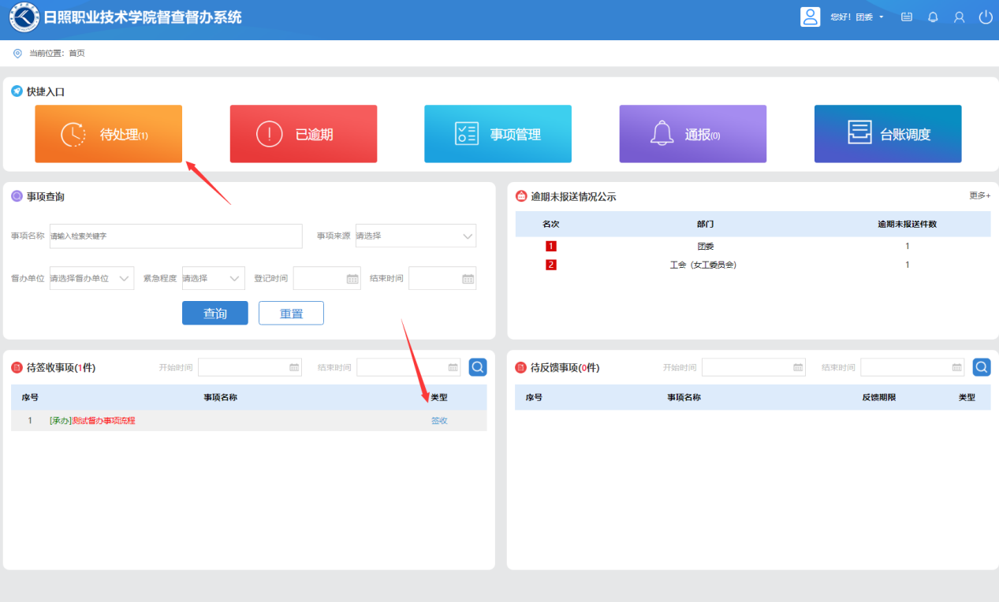 日照职业技术学院督查督办系统
您好！团委
当前位置：首页
快捷入口
待处理(1)
已逾期
事项管理
通报(0)
台账调度
事项查询
事项名称 请输入检索关键字 事项来源 请选择
督办单位 请选择督办单位 紧急程度 请选择 登记时间 结束时间
查询 重置
逾期未报送情况公示 更多+
名次 部门 逾期未报送件数
1 团委 1
2 工会（女工委员会） 1
待签收事项(1件) 开始时间 结束时间
序号 事项名称 类型
1 [承办]测试督办事项流程 签收
待反馈事项(0件) 开始时间 结束时间
序号 事项名称 反馈期限 类型